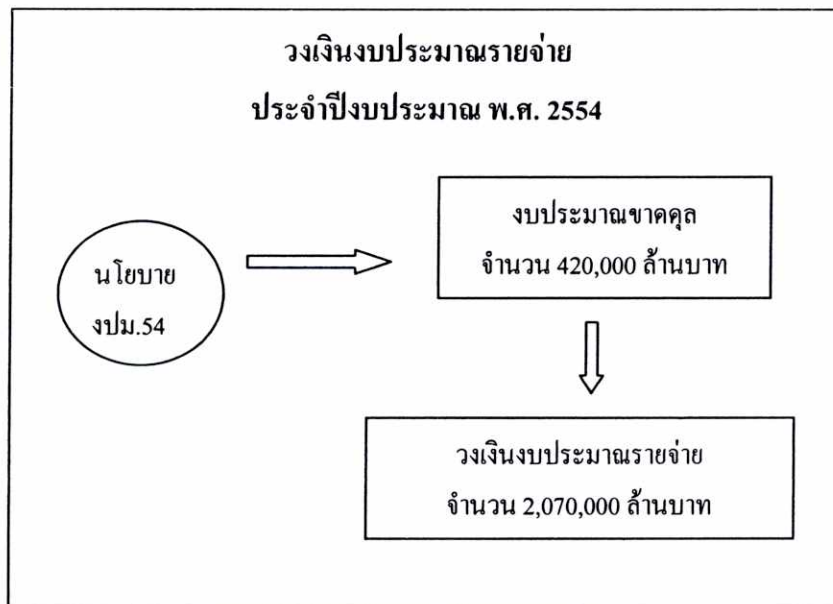 วงเงินงบประมาณรายจ่าย
ประจำปีงบประมาณ พ.ศ. 2554
นโยบาย
งปม.54
งบประมาณขาดดุล
จำนวน 420,000 ล้านบาท
วงเงินงบประมาณรายจ่าย
จำนวน 2,070,000 ล้านบาท